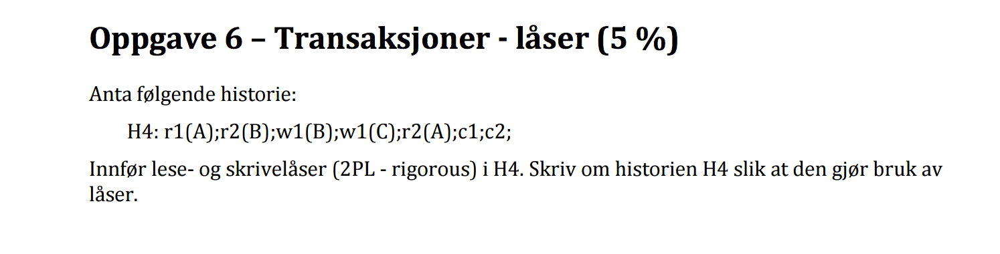 Oppgave 6 – Transaksjoner - låser (5 %)
Anta følgende historie:
H4: r1(A);r2(B);w1(B);w1(C);r2(A);c1;c2;
Innfør lese- og skrivelåser (2PL - rigorous) i H4. Skriv om historien H4 slik at den gjør bruk av
låser.